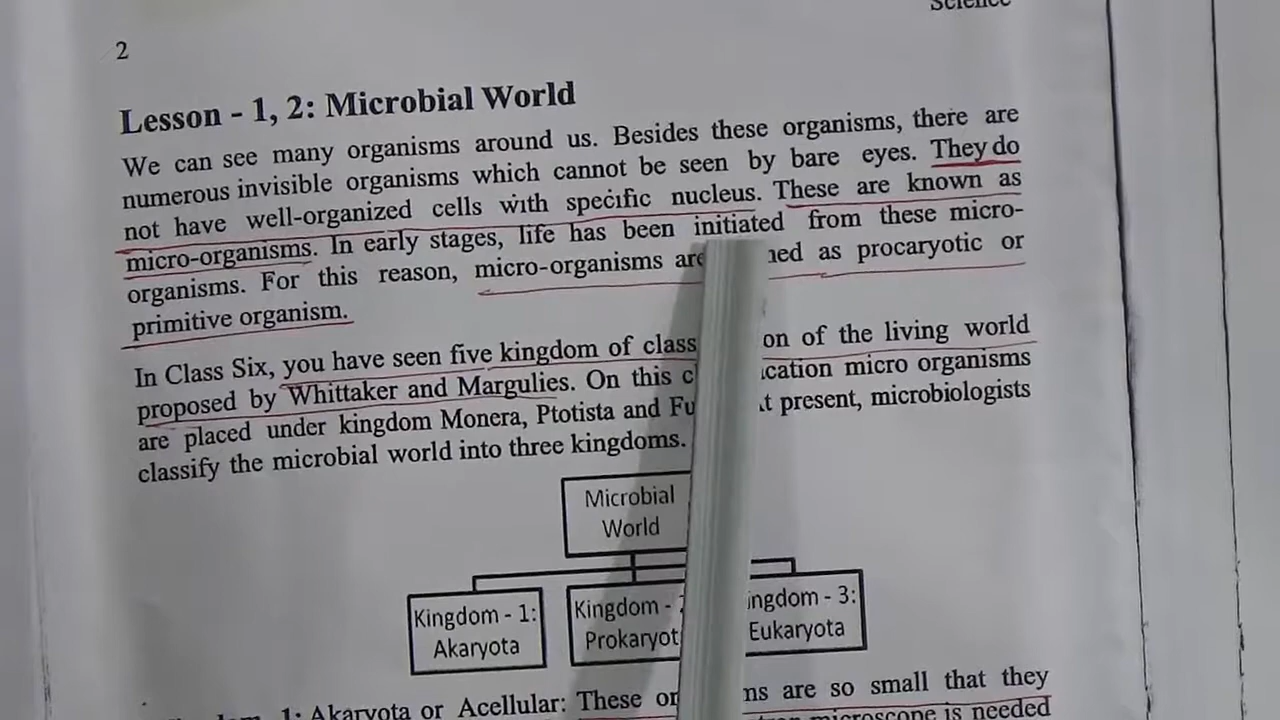 Science
2
Lesson - 1, 2: Microbial World
We can see many organisms around us. Besides these organisms, there are
numerous invisible organisms which cannot be seen by bare eyes. They do
not have well-organized cells with specific nucleus. These are known as
micro-organisms. In early stages, life has been initiated from these micro-
organisms. For this reason, micro-organisms are as procaryotic or
primitive organism.
In Class Six, you have seen five kingdom of class on of the living world
proposed by Whittaker and Margulies. On this c ication micro organisms
are placed under kingdom Monera, Ptotista and Fu t present, microbiologists
classify the microbial world into three kingdoms.
Microbial
World
Kingdom - 1:
Akaryota
Kingdom -
Prokaryot
ingdom - 3:
Eukaryota
1: Akaryota or Acellular: These or ms are so small that they
microscope is needed